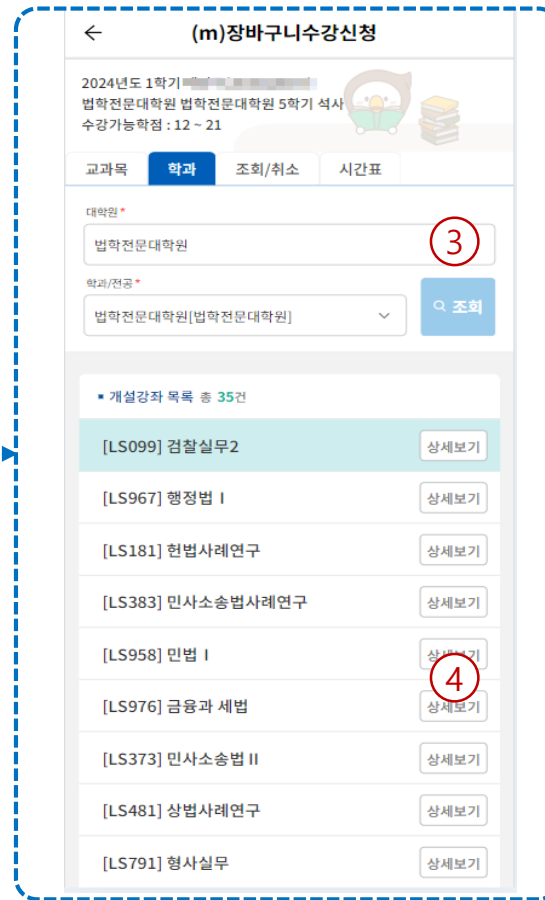 (m)장바구니수강신청
2024년도 1학기
법학전문대학원 법학전문대학원 5학기 석사
수강가능학점 : 12 ~ 21
교과목 학과 조회/취소 시간표
대학원 *
법학전문대학원
3
학과/전공 *
법학전문대학원[법학전문대학원]
조회
개설강좌 목록 총 35건
[LS099] 검찰실무2 상세보기
[LS967] 행정법 I 상세보기
[LS181] 헌법사례연구 상세보기
[LS383] 민사소송법사례연구 상세보기
[LS958] 민법 I 상세보기
4
[LS976] 금융과 세법 상세보기
[LS373] 민사소송법 II 상세보기
[LS481] 상법사례연구 상세보기
[LS791] 형사실무 상세보기